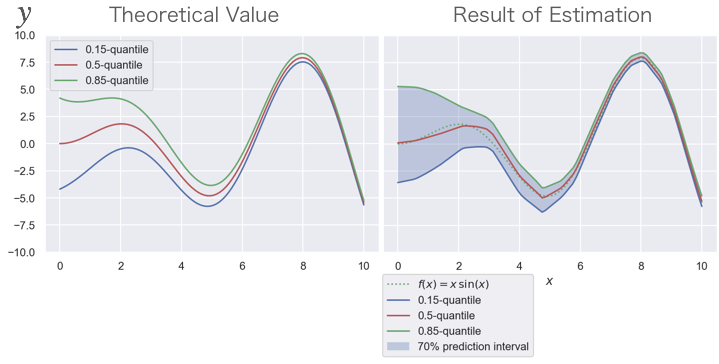 y
Theoretical Value
Result of Estimation
10.0
7.5
5.0
2.5
0.0
−2.5
−5.0
−7.5
−10.0
0.15-quantile
0.5-quantile
0.85-quantile
0 2 4 6 8 10
0 2 4 6 8 10
x
f(x) = x sin(x)
0.15-quantile
0.5-quantile
0.85-quantile
70% prediction interval